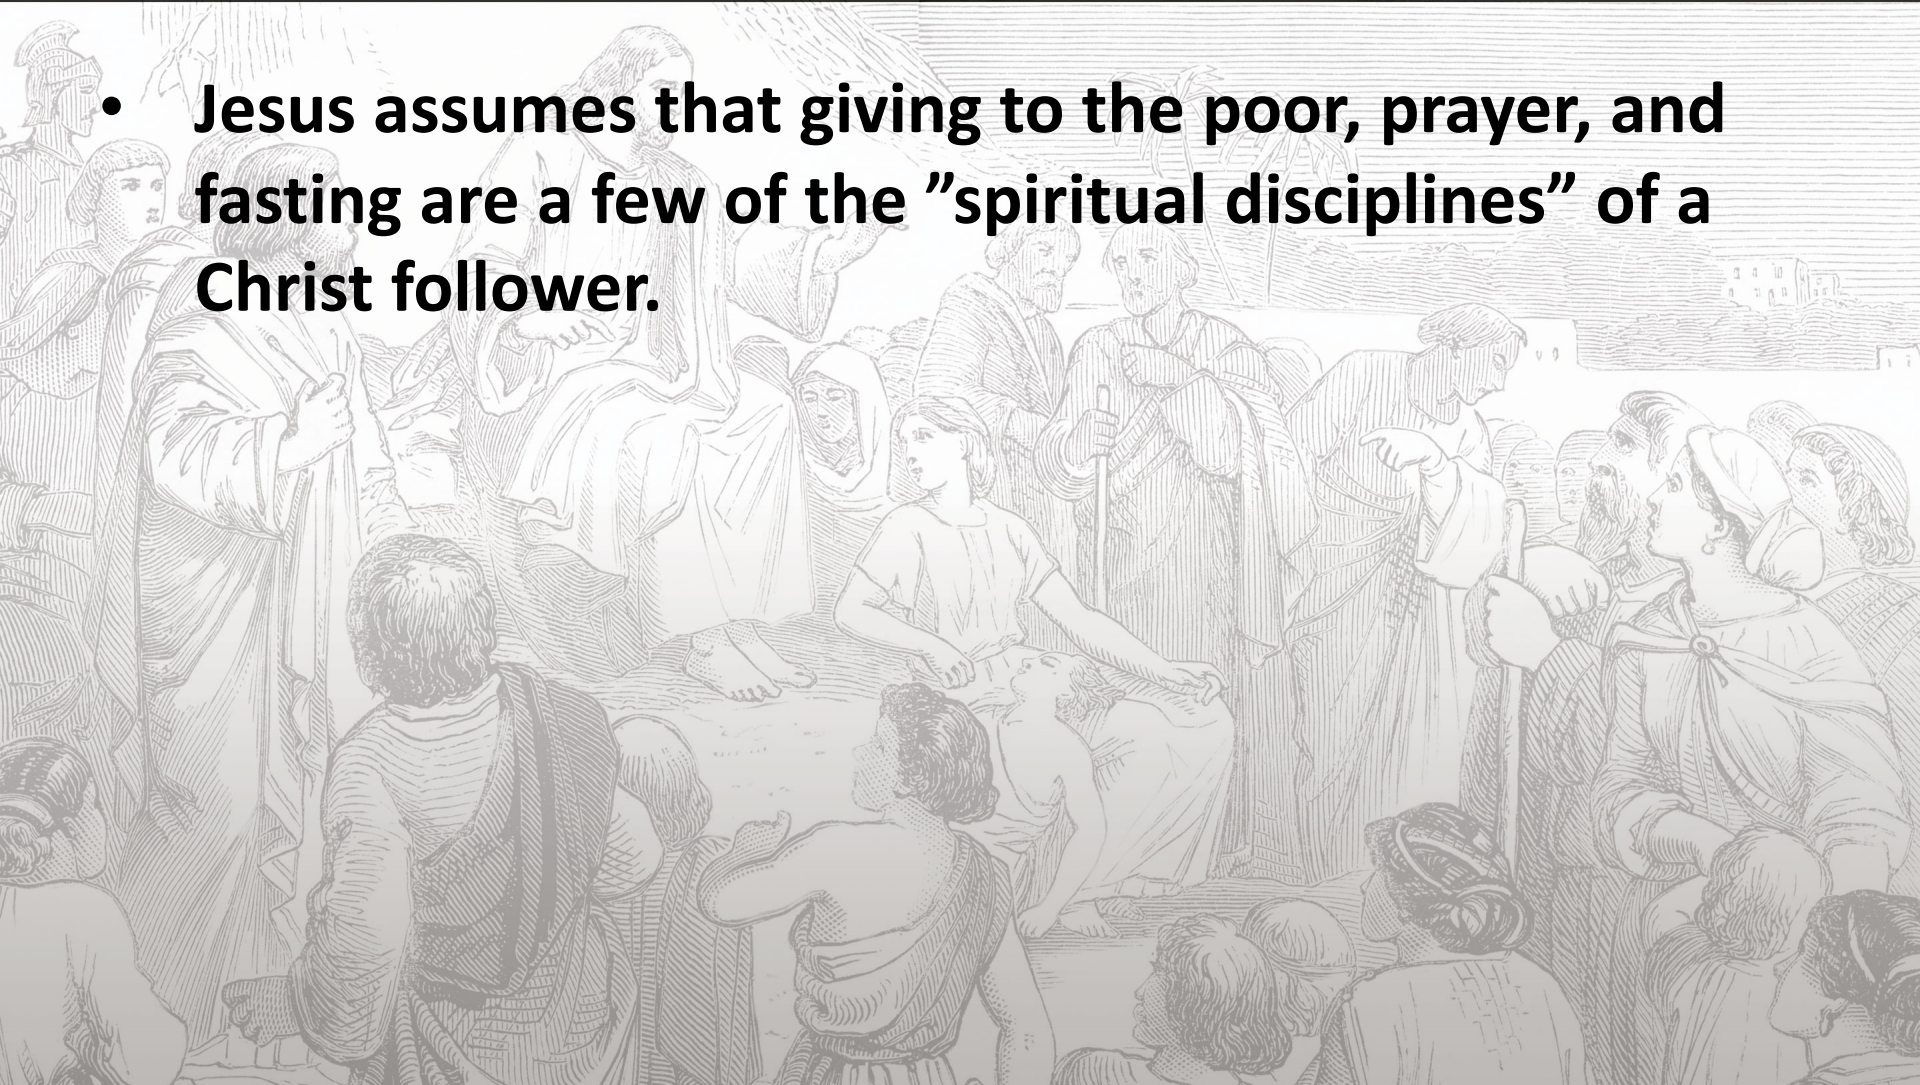 • Jesus assumes that giving to the poor, prayer, and
fasting are a few of the ”spiritual disciplines” of a
Christ follower.